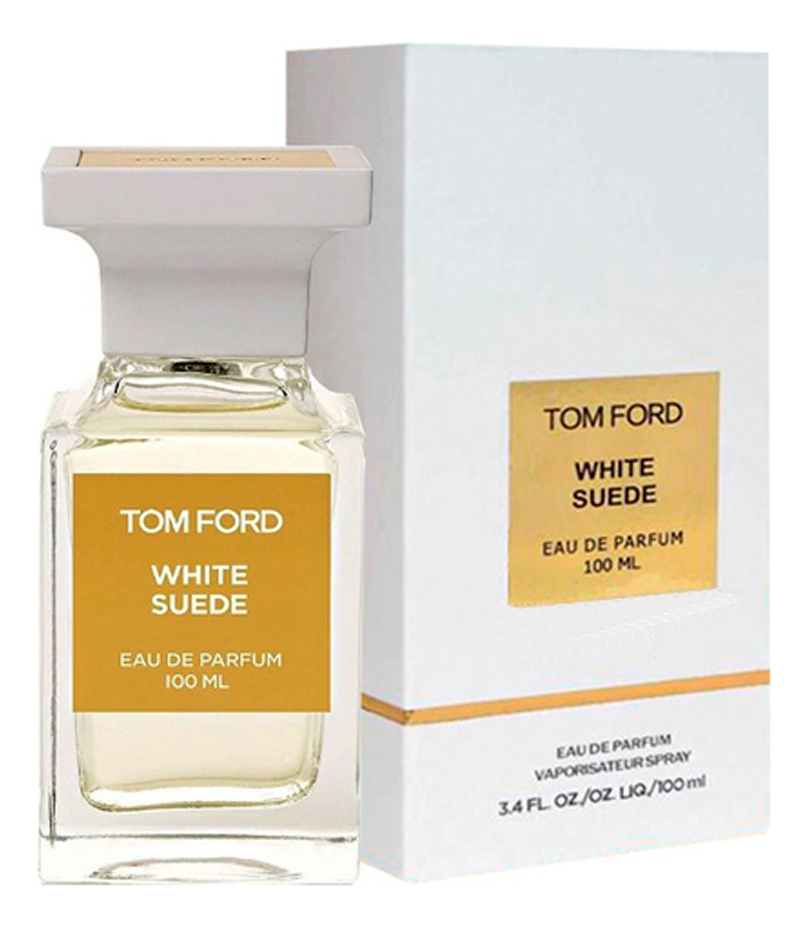 TOM FORD
WHITE
SUEDE
EAU DE PARFUM
100 ML
TOM FORD
WHITE
SUEDE
EAU DE PARFUM
100 ML
EAU DE PARFUM
VAPORISATEUR SPRAY
3.4 FL. OZ./OZ. LIQ./100 ml